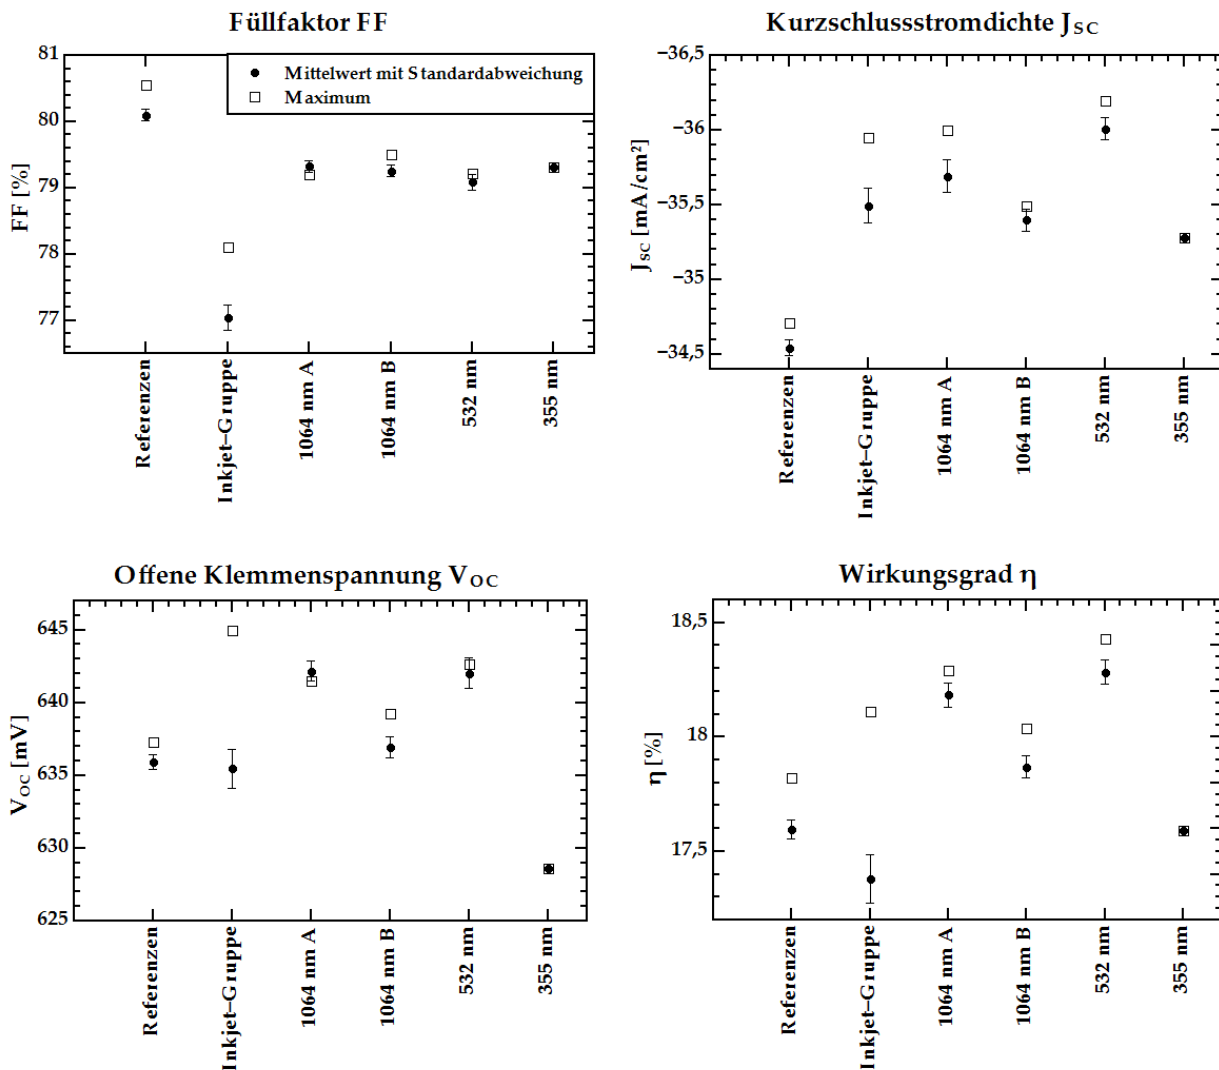 Füllfaktor FF
81
80
79
78
77
FF [%]
Mittelwert mit Standardabweichung
Maximum
Referenzen
Inkjet–Gruppe
1064 nm A
1064 nm B
532 nm
355 nm
Kurzschlussstromdichte JSC
−36,5
−36
−35,5
−35
−34,5
JSC [mA/cm²]
Referenzen
Inkjet–Gruppe
1064 nm A
1064 nm B
532 nm
355 nm
Offene Klemmenspannung VOC
645
640
635
630
625
VOC [mV]
Referenzen
Inkjet–Gruppe
1064 nm A
1064 nm B
532 nm
355 nm
Wirkungsgrad η
18,5
18
17,5
η [%]
Referenzen
Inkjet–Gruppe
1064 nm A
1064 nm B
532 nm
355 nm